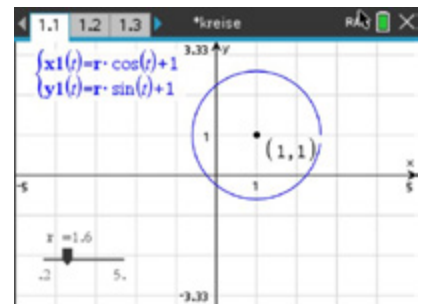 1.1 1.2 1.3 *kreise RAD
x1(t)=r· cos(t)+1
y1(t)=r· sin(t)+1
3.33 y
1
(1,1)
x
-5 1 5
r =1.6
.2 5.
-3.33